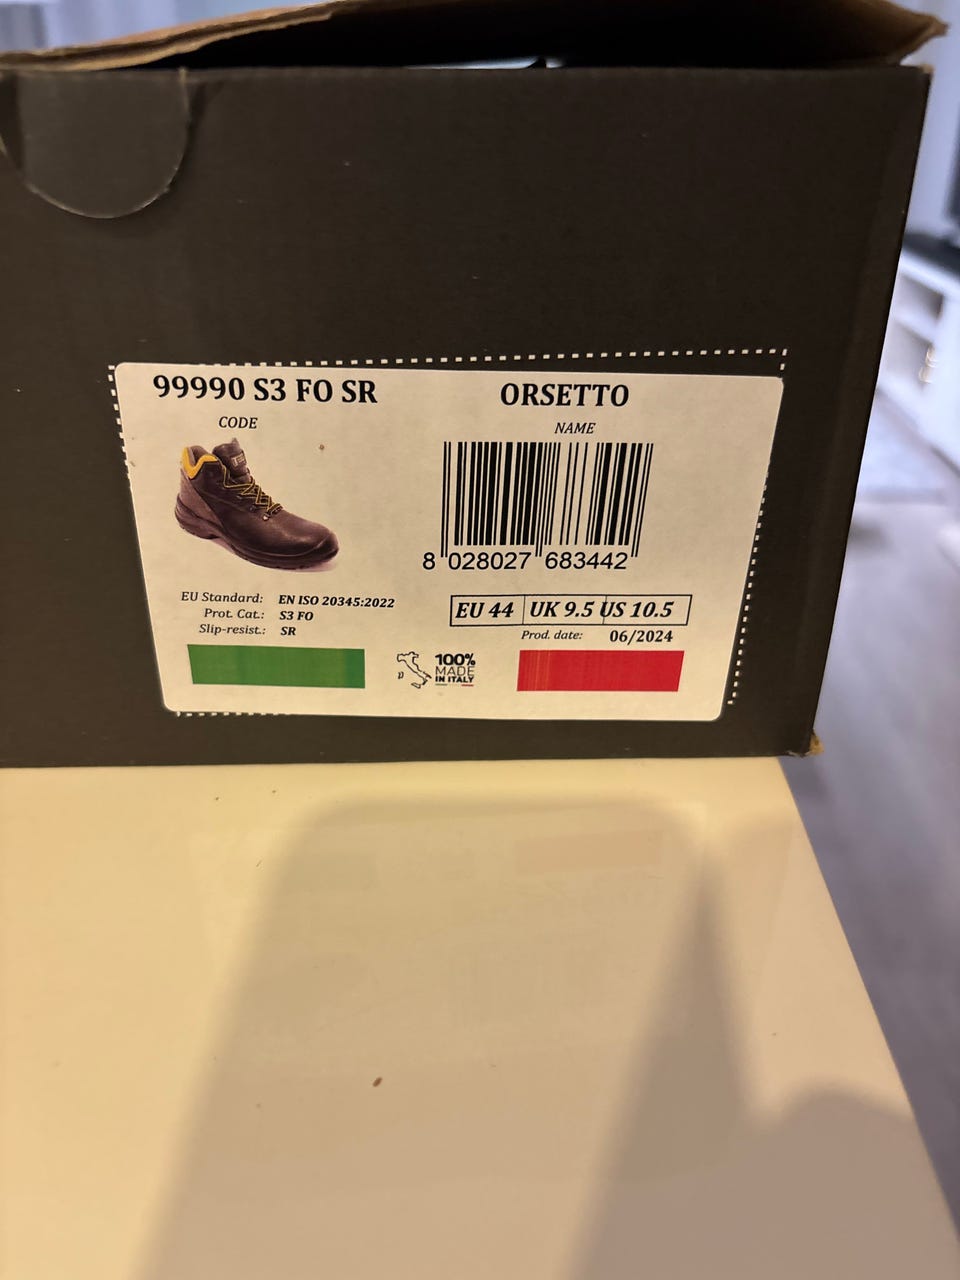 99990 S3 FO SR
CODE
ORSETTO
NAME
8 028027 683442
EU Standard: EN ISO 20345:2022
Prot. Cat.: S3 FO
Slip-resist.: SR
EU 44 UK 9.5 US 10.5
Prod. date: 06/2024
100%
MADE
IN ITALY